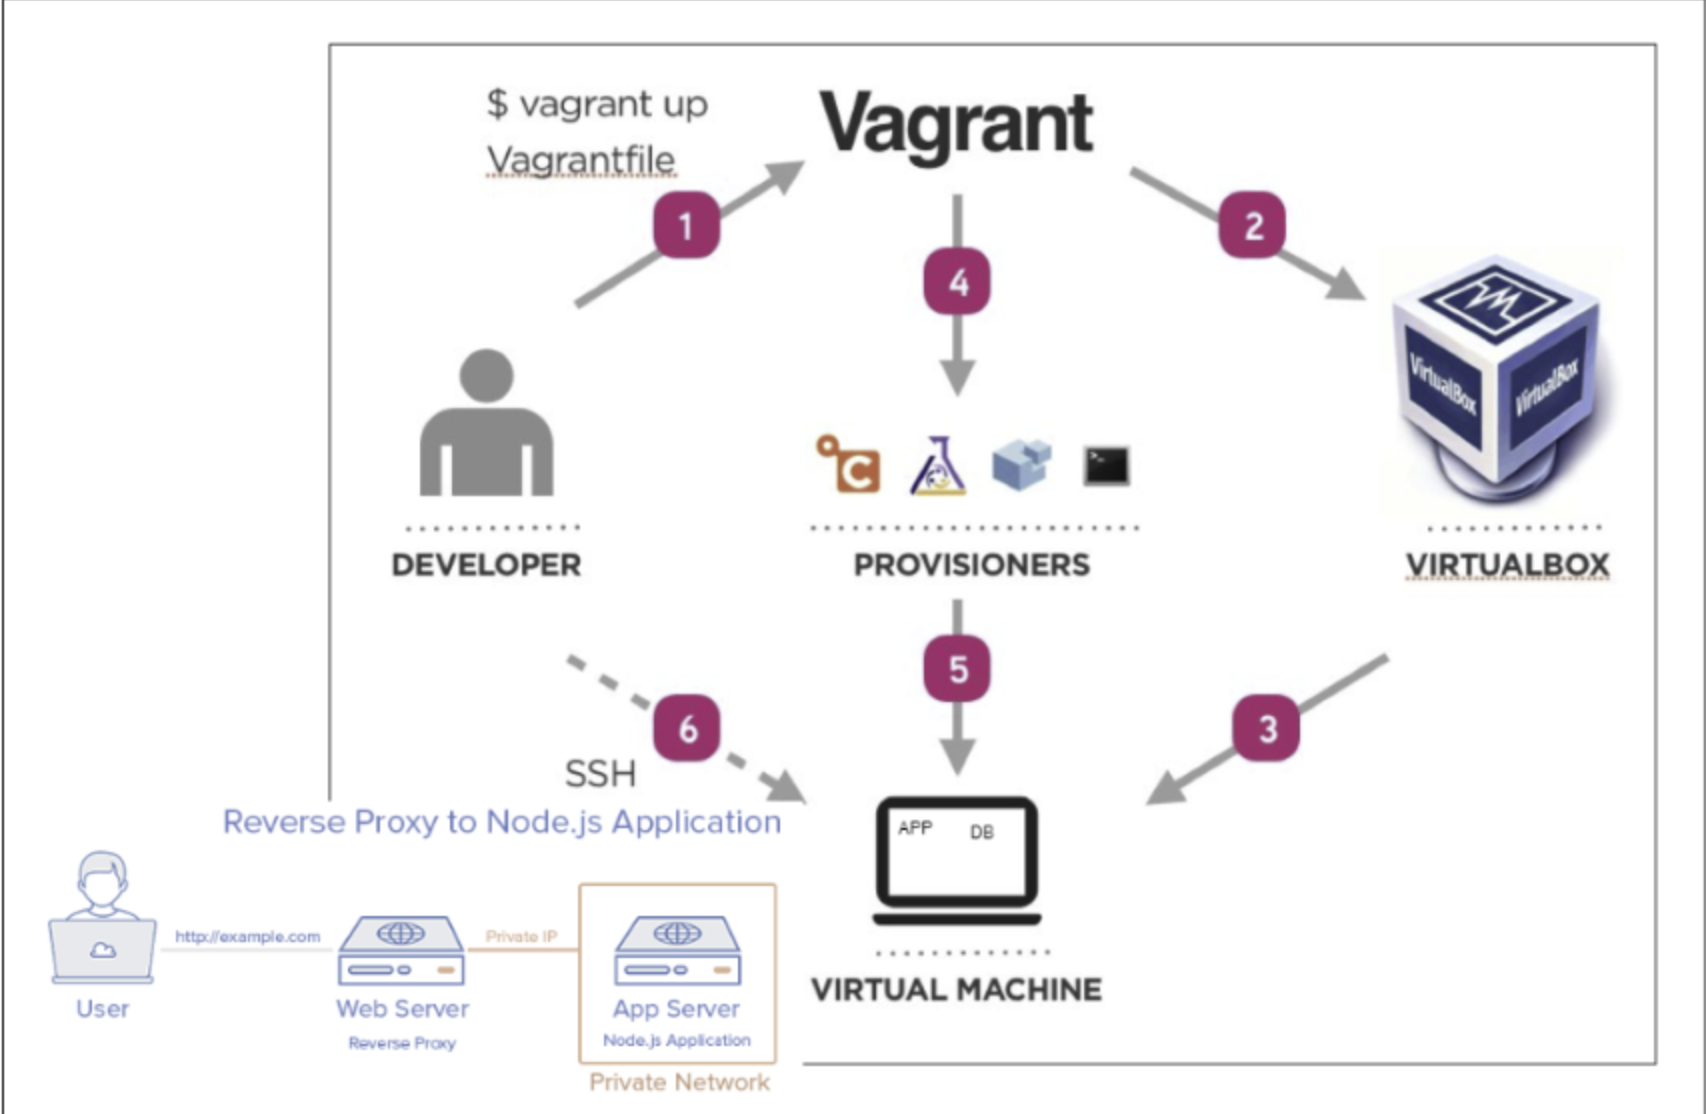 $ vagrant up
Vagrantfile
Vagrant
1
2
4
VirtualBox
VirtualBox
C
>_
DEVELOPER
PROVISIONERS
VIRTUALBOX
5
6
3
SSH
APP
DB
VIRTUAL MACHINE
Reverse Proxy to Node.js Application
http://example.com
Private IP
User
Web Server
Reverse Proxy
App Server
Node.js Application
Private Network